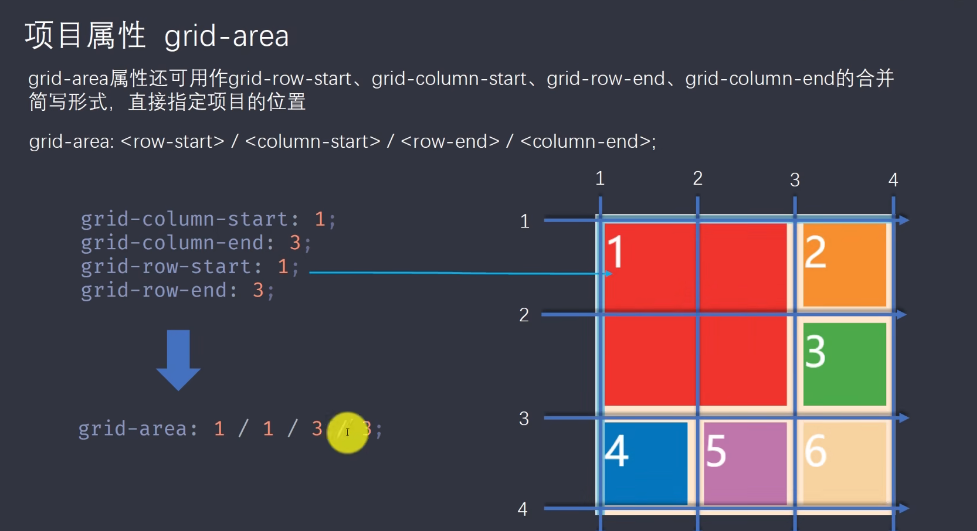 项目属性 grid-area
grid-area属性还可用作grid-row-start、grid-column-start、grid-row-end、grid-column-end的合并
简写形式，直接指定项目的位置
grid-area: <row-start> / <column-start> / <row-end> / <column-end>;
grid-column-start: 1;
grid-column-end: 3;
grid-row-start: 1;
grid-row-end: 3;
grid-area: 1 / 1 / 3 / 3;
1 2 3 4
1
1 2
2
3
3
4 5 6
4